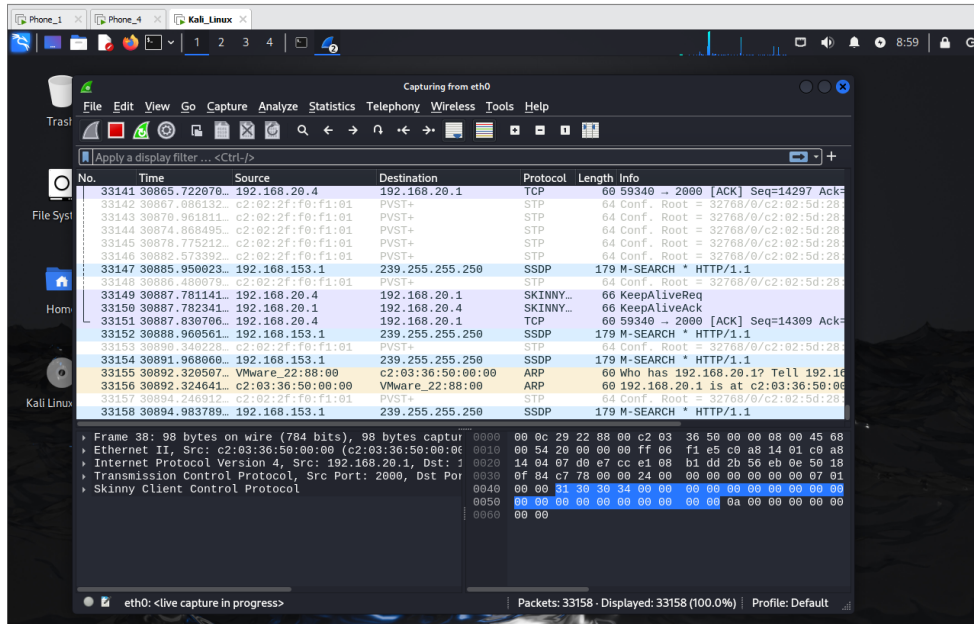 Phone_1 × Phone_4 × Kali_Linux ×
1 2 3 4 2 8:59
Trash
File Syst
Home
Kali Linux
Capturing from eth0
File Edit View Go Capture Analyze Statistics Telephony Wireless Tools Help
Apply a display filter ... <Ctrl-/>
No. Time Source Destination Protocol Length Info
33141 30865.722070… 192.168.20.4 192.168.20.1 TCP 60 59340 → 2000 [ACK] Seq=14297 Ack=
33142 30867.086132… c2:02:2f:f0:f1:01 PVST+ STP 64 Conf. Root = 32768/0/c2:02:5d:28:
33143 30870.961811… c2:02:2f:f0:f1:01 PVST+ STP 64 Conf. Root = 32768/0/c2:02:5d:28:
33144 30874.868495… c2:02:2f:f0:f1:01 PVST+ STP 64 Conf. Root = 32768/0/c2:02:5d:28:
33145 30878.775212… c2:02:2f:f0:f1:01 PVST+ STP 64 Conf. Root = 32768/0/c2:02:5d:28:
33146 30882.573392… c2:02:2f:f0:f1:01 PVST+ STP 64 Conf. Root = 32768/0/c2:02:5d:28:
33147 30885.950023… 192.168.153.1 239.255.255.250 SSDP 179 M-SEARCH * HTTP/1.1
33148 30886.480079… c2:02:2f:f0:f1:01 PVST+ STP 64 Conf. Root = 32768/0/c2:02:5d:28:
33149 30887.781141… 192.168.20.4 192.168.20.1 SKINNY… 66 KeepAliveReq
33150 30887.782341… 192.168.20.1 192.168.20.4 SKINNY… 66 KeepAliveAck
33151 30887.830706… 192.168.20.4 192.168.20.1 TCP 60 59340 → 2000 [ACK] Seq=14309 Ack=
33152 30888.960561… 192.168.153.1 239.255.255.250 SSDP 179 M-SEARCH * HTTP/1.1
33153 30890.340228… c2:02:2f:f0:f1:01 PVST+ STP 64 Conf. Root = 32768/0/c2:02:5d:28:
33154 30891.968060… 192.168.153.1 239.255.255.250 SSDP 179 M-SEARCH * HTTP/1.1
33155 30892.320507… VMware_22:88:00 c2:03:36:50:00:00 ARP 60 Who has 192.168.20.1? Tell 192.16
33156 30892.324641… c2:03:36:50:00:00 VMware_22:88:00 ARP 60 192.168.20.1 is at c2:03:36:50:00
33157 30894.246912… c2:02:2f:f0:f1:01 PVST+ STP 64 Conf. Root = 32768/0/c2:02:5d:28:
33158 30894.983789… 192.168.153.1 239.255.255.250 SSDP 179 M-SEARCH * HTTP/1.1
Frame 38: 98 bytes on wire (784 bits), 98 bytes captur
Ethernet II, Src: c2:03:36:50:00:00 (c2:03:36:50:00:00
Internet Protocol Version 4, Src: 192.168.20.1, Dst: 1
Transmission Control Protocol, Src Port: 2000, Dst Por
Skinny Client Control Protocol
0000 00 0c 29 22 88 00 c2 03 36 50 00 00 08 00 45 68
0010 00 54 20 00 00 00 ff 06 f1 e5 c0 a8 14 01 c0 a8
0020 14 04 07 d0 e7 cc e1 08 b1 dd 2b 56 eb 0e 50 18
0030 0f 84 c7 78 00 00 24 00 00 00 00 00 00 00 07 01
0040 00 00 31 30 30 34 00 00 00 00 00 00 00 00 00 00
0050 00 00 00 00 00 00 00 00 00 00 0a 00 00 00 00 00
0060 00 00
eth0: <live capture in progress>
Packets: 33158 · Displayed: 33158 (100.0%)
Profile: Default